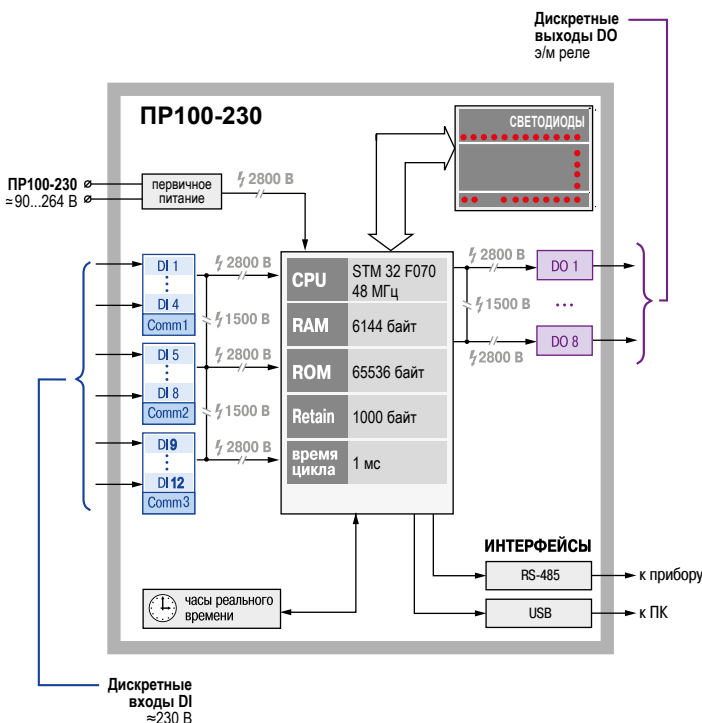 Дискретные
выходы DO
э/м реле
ПР100-230
СВЕТОДИОДЫ
ПР100-230
≂90...264 В
первичное
питание
2800 В
DI 1
DI 4
Comm1
2800 В
1500 В
DI 5
DI 8
Comm2
2800 В
1500 В
DI9
DI12
Comm3
2800 В
CPU
STM 32 F070
48 МГц
RAM
6144 байт
ROM
65536 байт
Retain
1000 байт
время
цикла
1 мс
2800 В
DO 1
1500 В
...
2800 В
DO 8
ИНТЕРФЕЙСЫ
RS-485
к прибору
USB
к ПК
часы реального
времени
Дискретные
входы DI
≈230 В